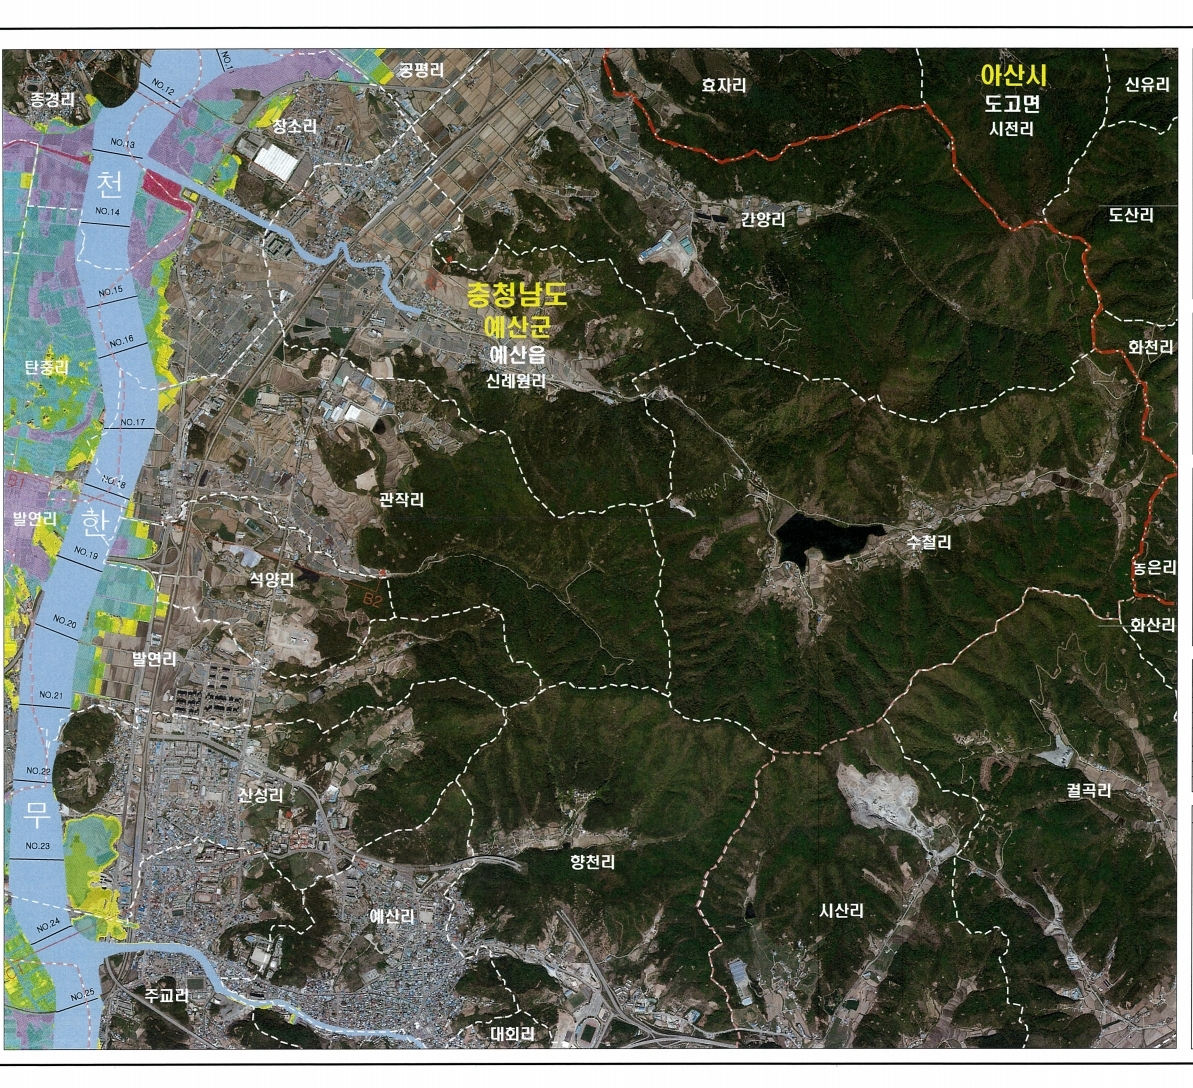 NO.11
공평리
아산시
도고면
시전리
효자리
신유리
NO.12
종경리
창소리
NO.13
천
NO.14
간양리
도산리
NO.15
충청남도
예산군
예산읍
신례원리
NO.16
화천리
탄중리
NO.17
B1
NO.18
관작리
발연리
한
수철리
NO.19
석양리
농은리
B2
NO.20
화산리
발연리
NO.21
NO.22
신성리
궐곡리
무
NO.23
향천리
예산리
시산리
NO.24
주교리
NO.25
대회리